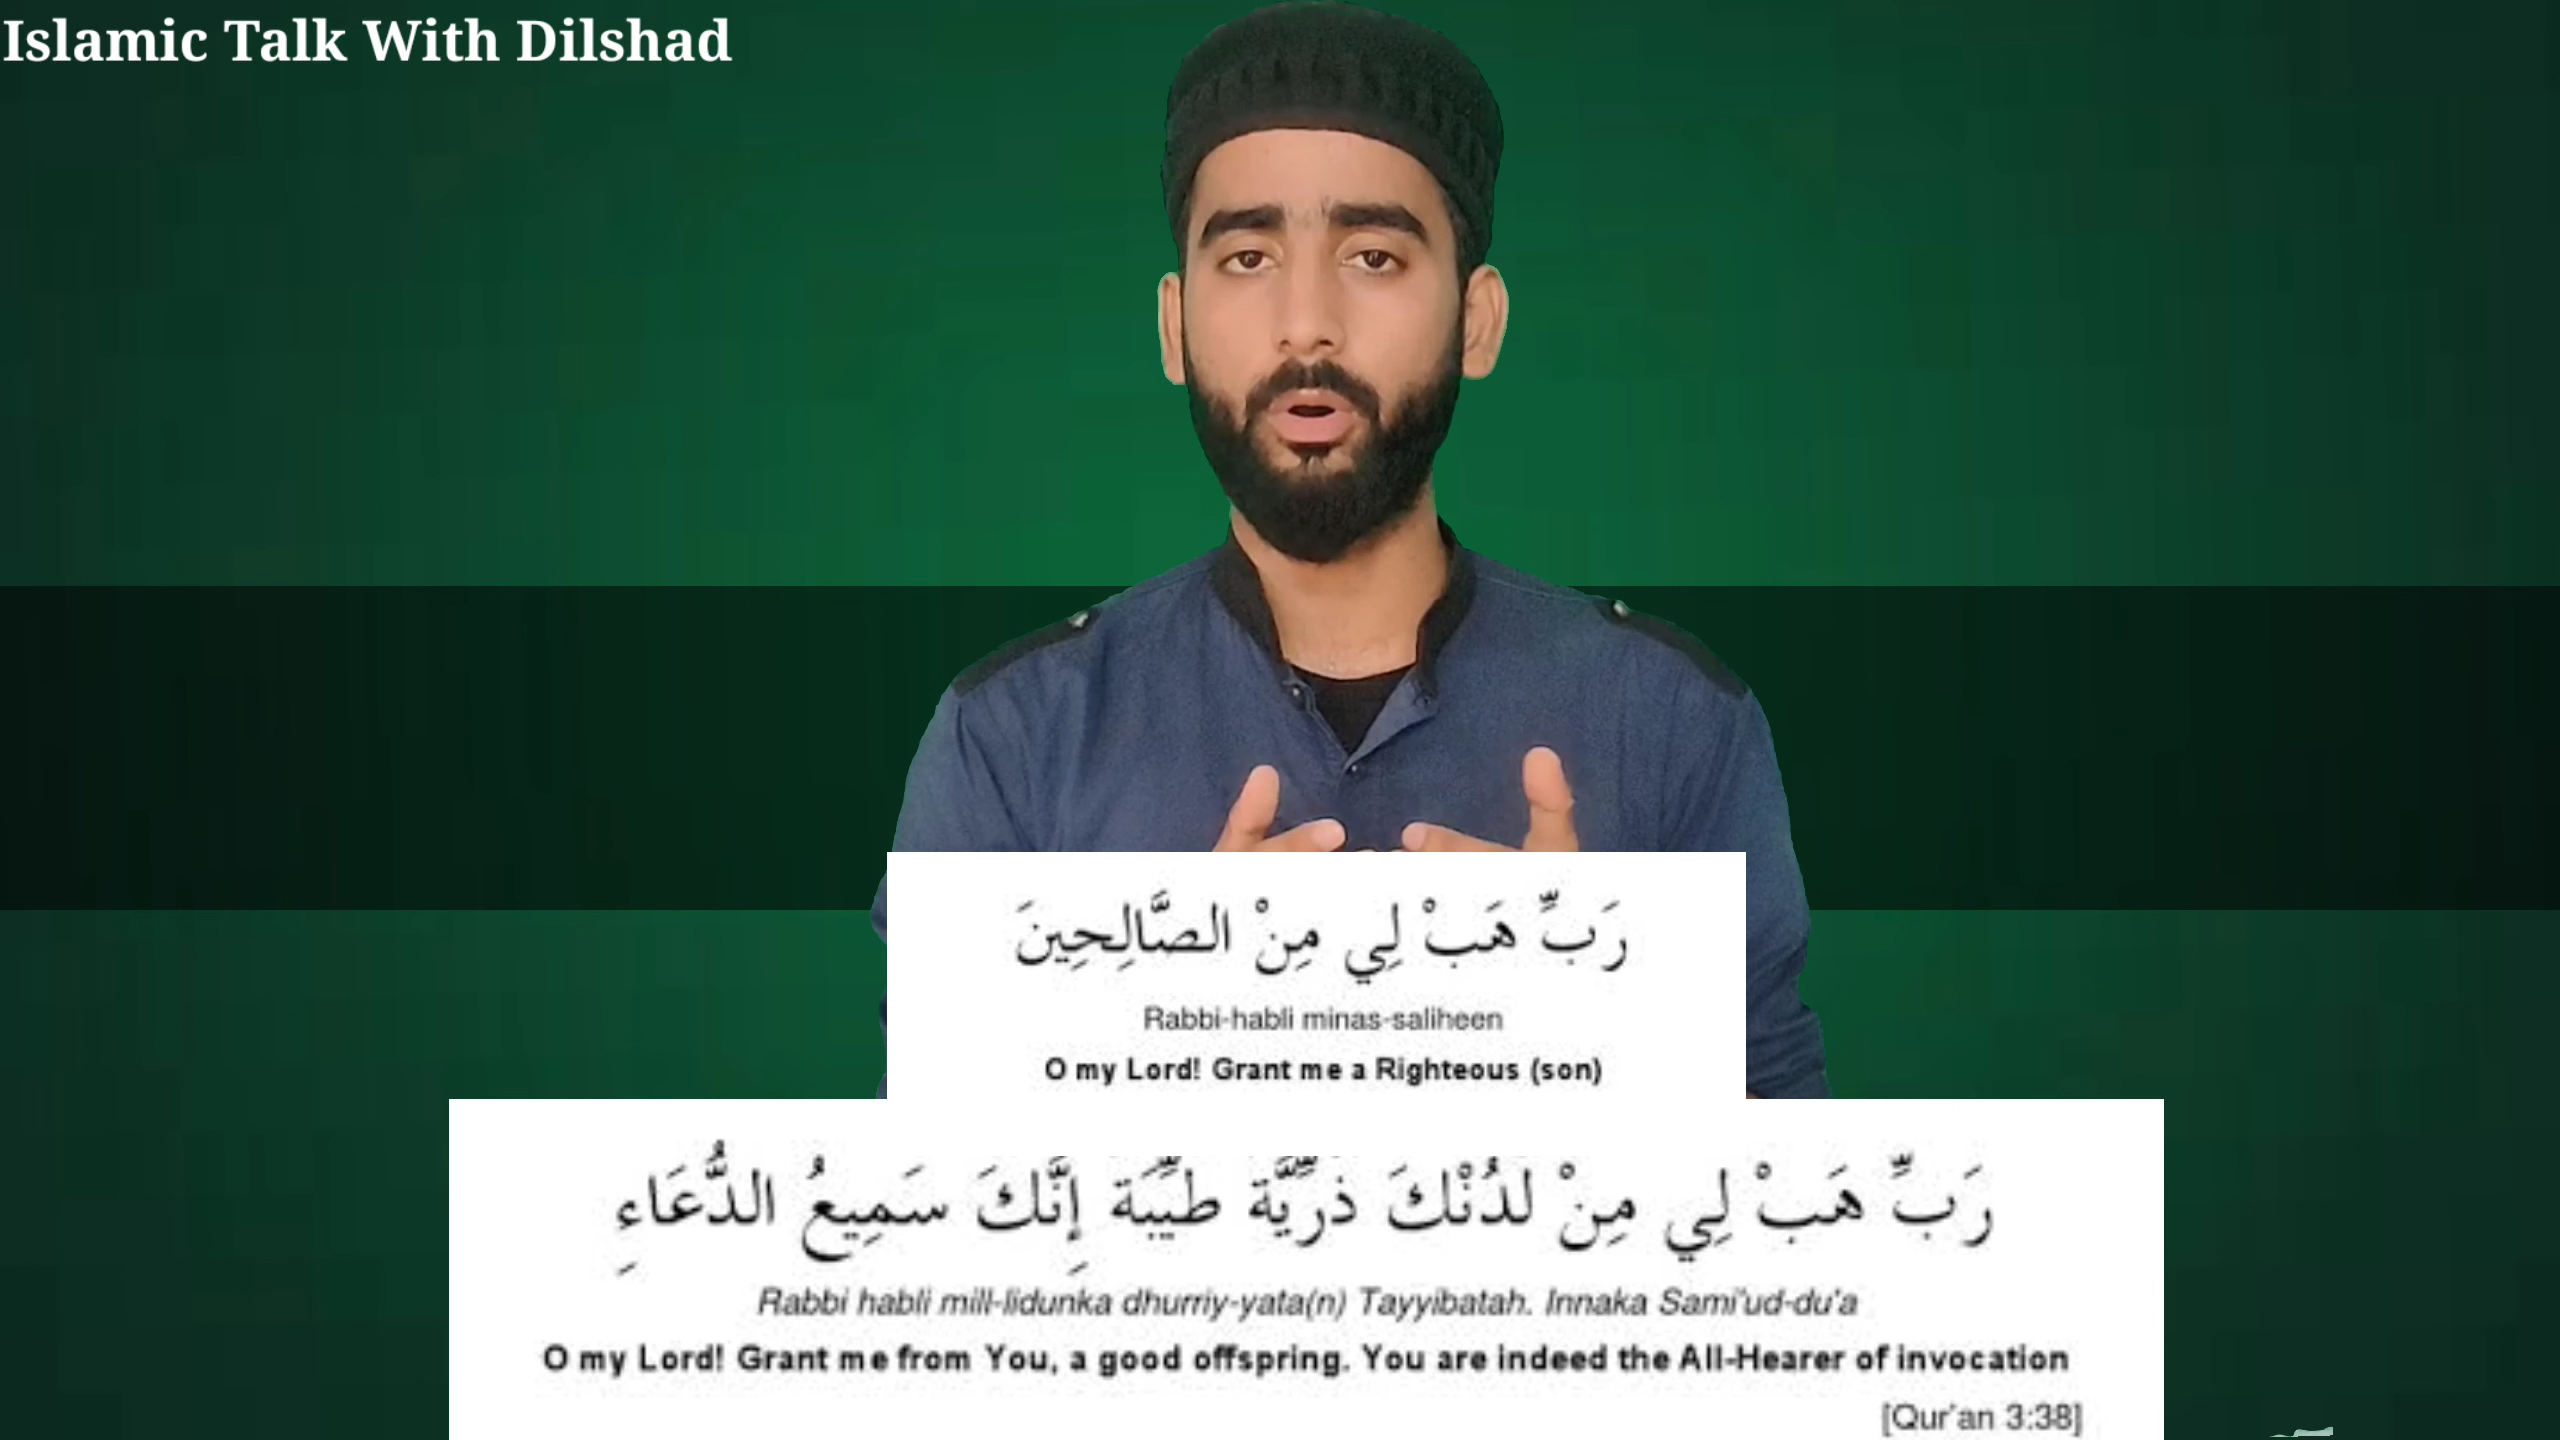 Islamic Talk With Dilshad
رَبِّ هَبْ لِي مِنْ الصَّالِحِينَ
Rabbi-habli minas-saliheen
O my Lord! Grant me a Righteous (son)
رَبِّ هَبْ لِي مِنْ لَدُنْكَ ذُرِّيَّة طَيِّبَة إِنَّكَ سَمِيعُ الدُّعَاءِ
Rabbi habli mill-lidunka dhurriy-yata(n) Tayyibatah. Innaka Sami'ud-du'a
O my Lord! Grant me from You, a good offspring. You are indeed the All-Hearer of invocation
[Qur'an 3:38]